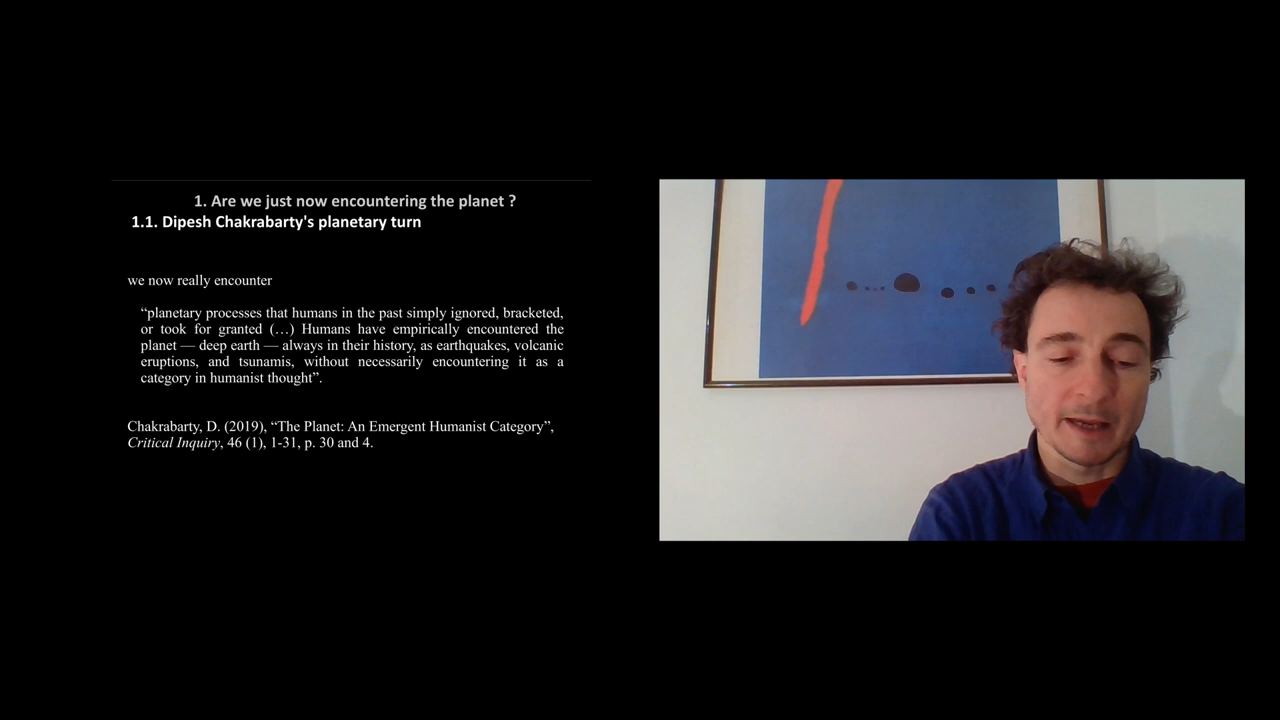 1. Are we just now encountering the planet ?
1.1. Dipesh Chakrabarty's planetary turn
we now really encounter
“planetary processes that humans in the past simply ignored, bracketed,
or took for granted (…) Humans have empirically encountered the
planet — deep earth — always in their history, as earthquakes, volcanic
eruptions, and tsunamis, without necessarily encountering it as a
category in humanist thought”.
Chakrabarty, D. (2019), “The Planet: An Emergent Humanist Category”,
Critical Inquiry, 46 (1), 1-31, p. 30 and 4.